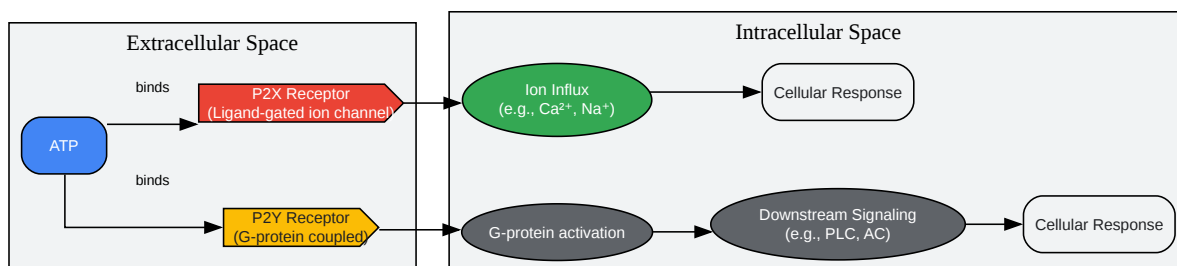 Extracellular Space
Intracellular Space
binds
P2X Receptor
(Ligand-gated ion channel)
Ion Influx
(e.g., Ca²⁺, Na⁺)
Cellular Response
ATP
binds
P2Y Receptor
(G-protein coupled)
G-protein activation
Downstream Signaling
(e.g., PLC, AC)
Cellular Response